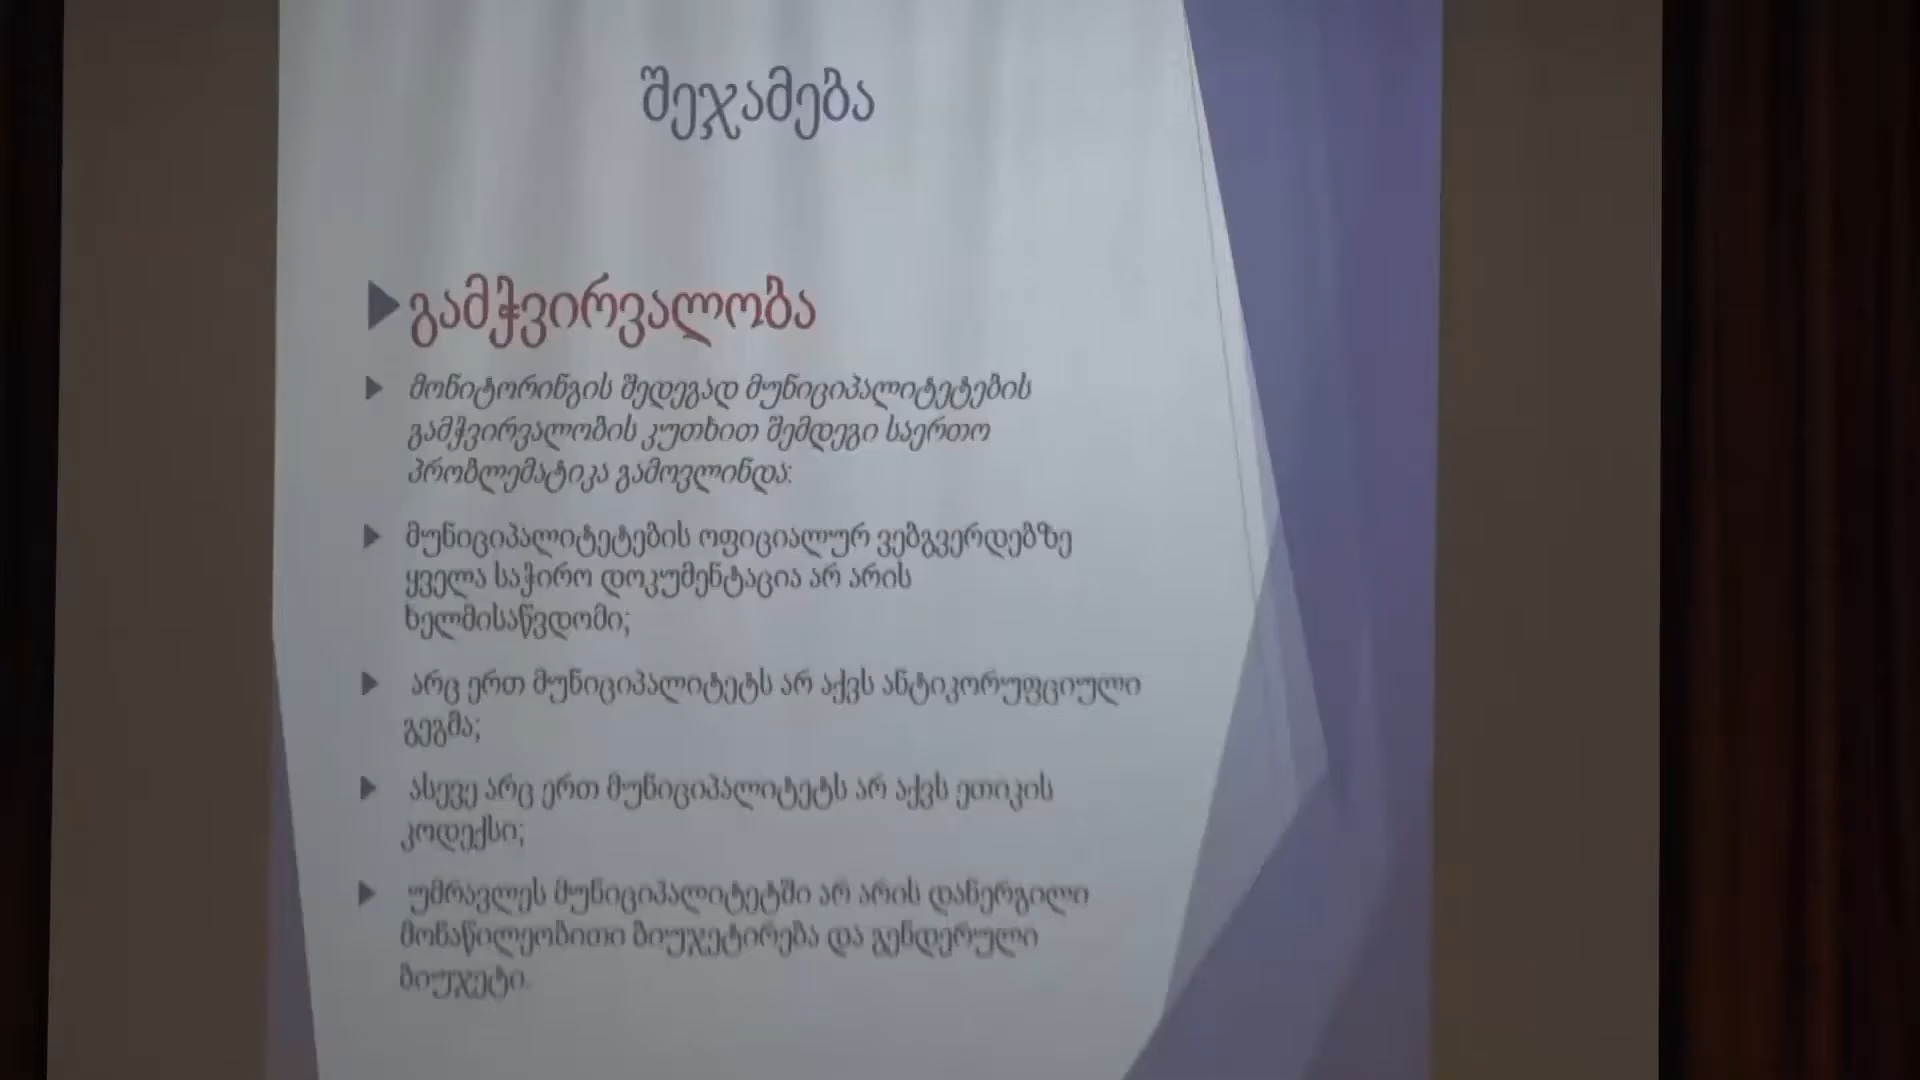 შეჯამება
გამჭვირვალობა
მონიტორინგის შედეგად მუნიციპალიტეტების
გამჭვირვალობის კუთხით შემდეგი საერთო
პრობლემატიკა გამოვლინდა:
მუნიციპალიტეტების ოფიციალურ ვებგვერდებზე
ყველა საჭირო დოკუმენტაცია არ არის
ხელმისაწვდომი;
არც ერთ მუნიციპალიტეტს არ აქვს ანტიკორუფციული
გეგმა;
ასევე არც ერთ მუნიციპალიტეტს არ აქვს ეთიკის
კოდექსი;
უმრავლეს მუნიციპალიტეტში არ არის დანერგილი
მონაწილეობითი ბიუჯეტირება და გენდერული
ბიუჯეტი.